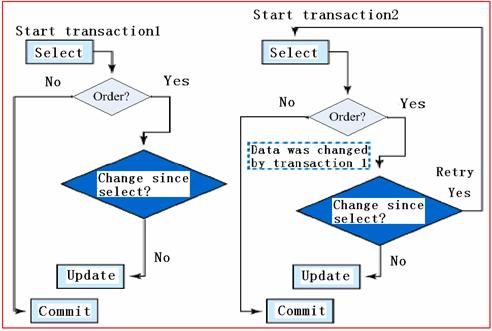 Start transaction1
Select
Order?
No
Yes
Change since
select?
No
Update
Commit
Start transaction2
Select
Order?
No
Yes
Data was changed
by transaction 1
Retry
Yes
Change since
select?
No
Update
Commit